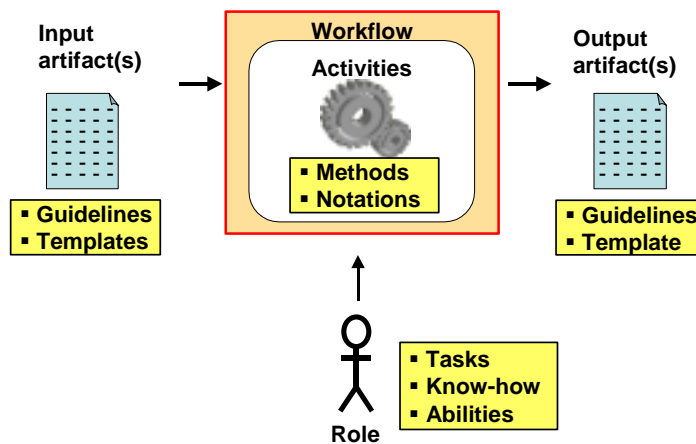 Input
artifact(s)
▪ Guidelines
▪ Templates
Workflow
Activities
▪ Methods
▪ Notations
Output
artifact(s)
▪ Guidelines
▪ Template
▪ Tasks
▪ Know-how
▪ Abilities
Role